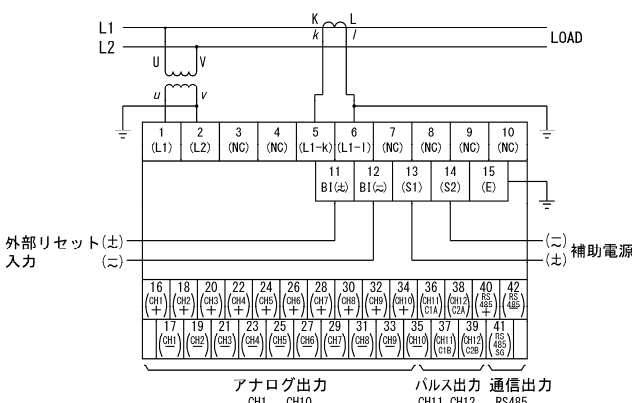 L1
L2
K L
k l
LOAD
U V
u v
1 2 3 4 5 6 7 8 9 10
(L1) (L2) (NC) (NC) (L1-k) (L1-l) (NC) (NC) (NC) (NC)
11 12 13 14 15
BI(±) BI(≂) (S1) (S2) (E)
外部リセット(±)
入力 (≂)
(≂)
(±)
補助電源
16 18 20 22 24 26 28 30 32 34 36 38 40 42
(CH1 +) (CH2 +) (CH3 +) (CH4 +) (CH5 +) (CH6 +) (CH7 +) (CH8 +) (CH9 +) (CH10 +) (CH11 C1A) (CH12 C2A) (RS 485 +) (RS 485 −)
17 19 21 23 25 27 29 31 33 35 37 39 41
(CH1 −) (CH2 −) (CH3 −) (CH4 −) (CH5 −) (CH6 −) (CH7 −) (CH8 −) (CH9 −) (CH10 −) (CH11 C1B) (CH12 C2B) (RS 485 SG)
アナログ出力 パルス出力 通信出力
CH1 CH10 CH11 CH12 RS485